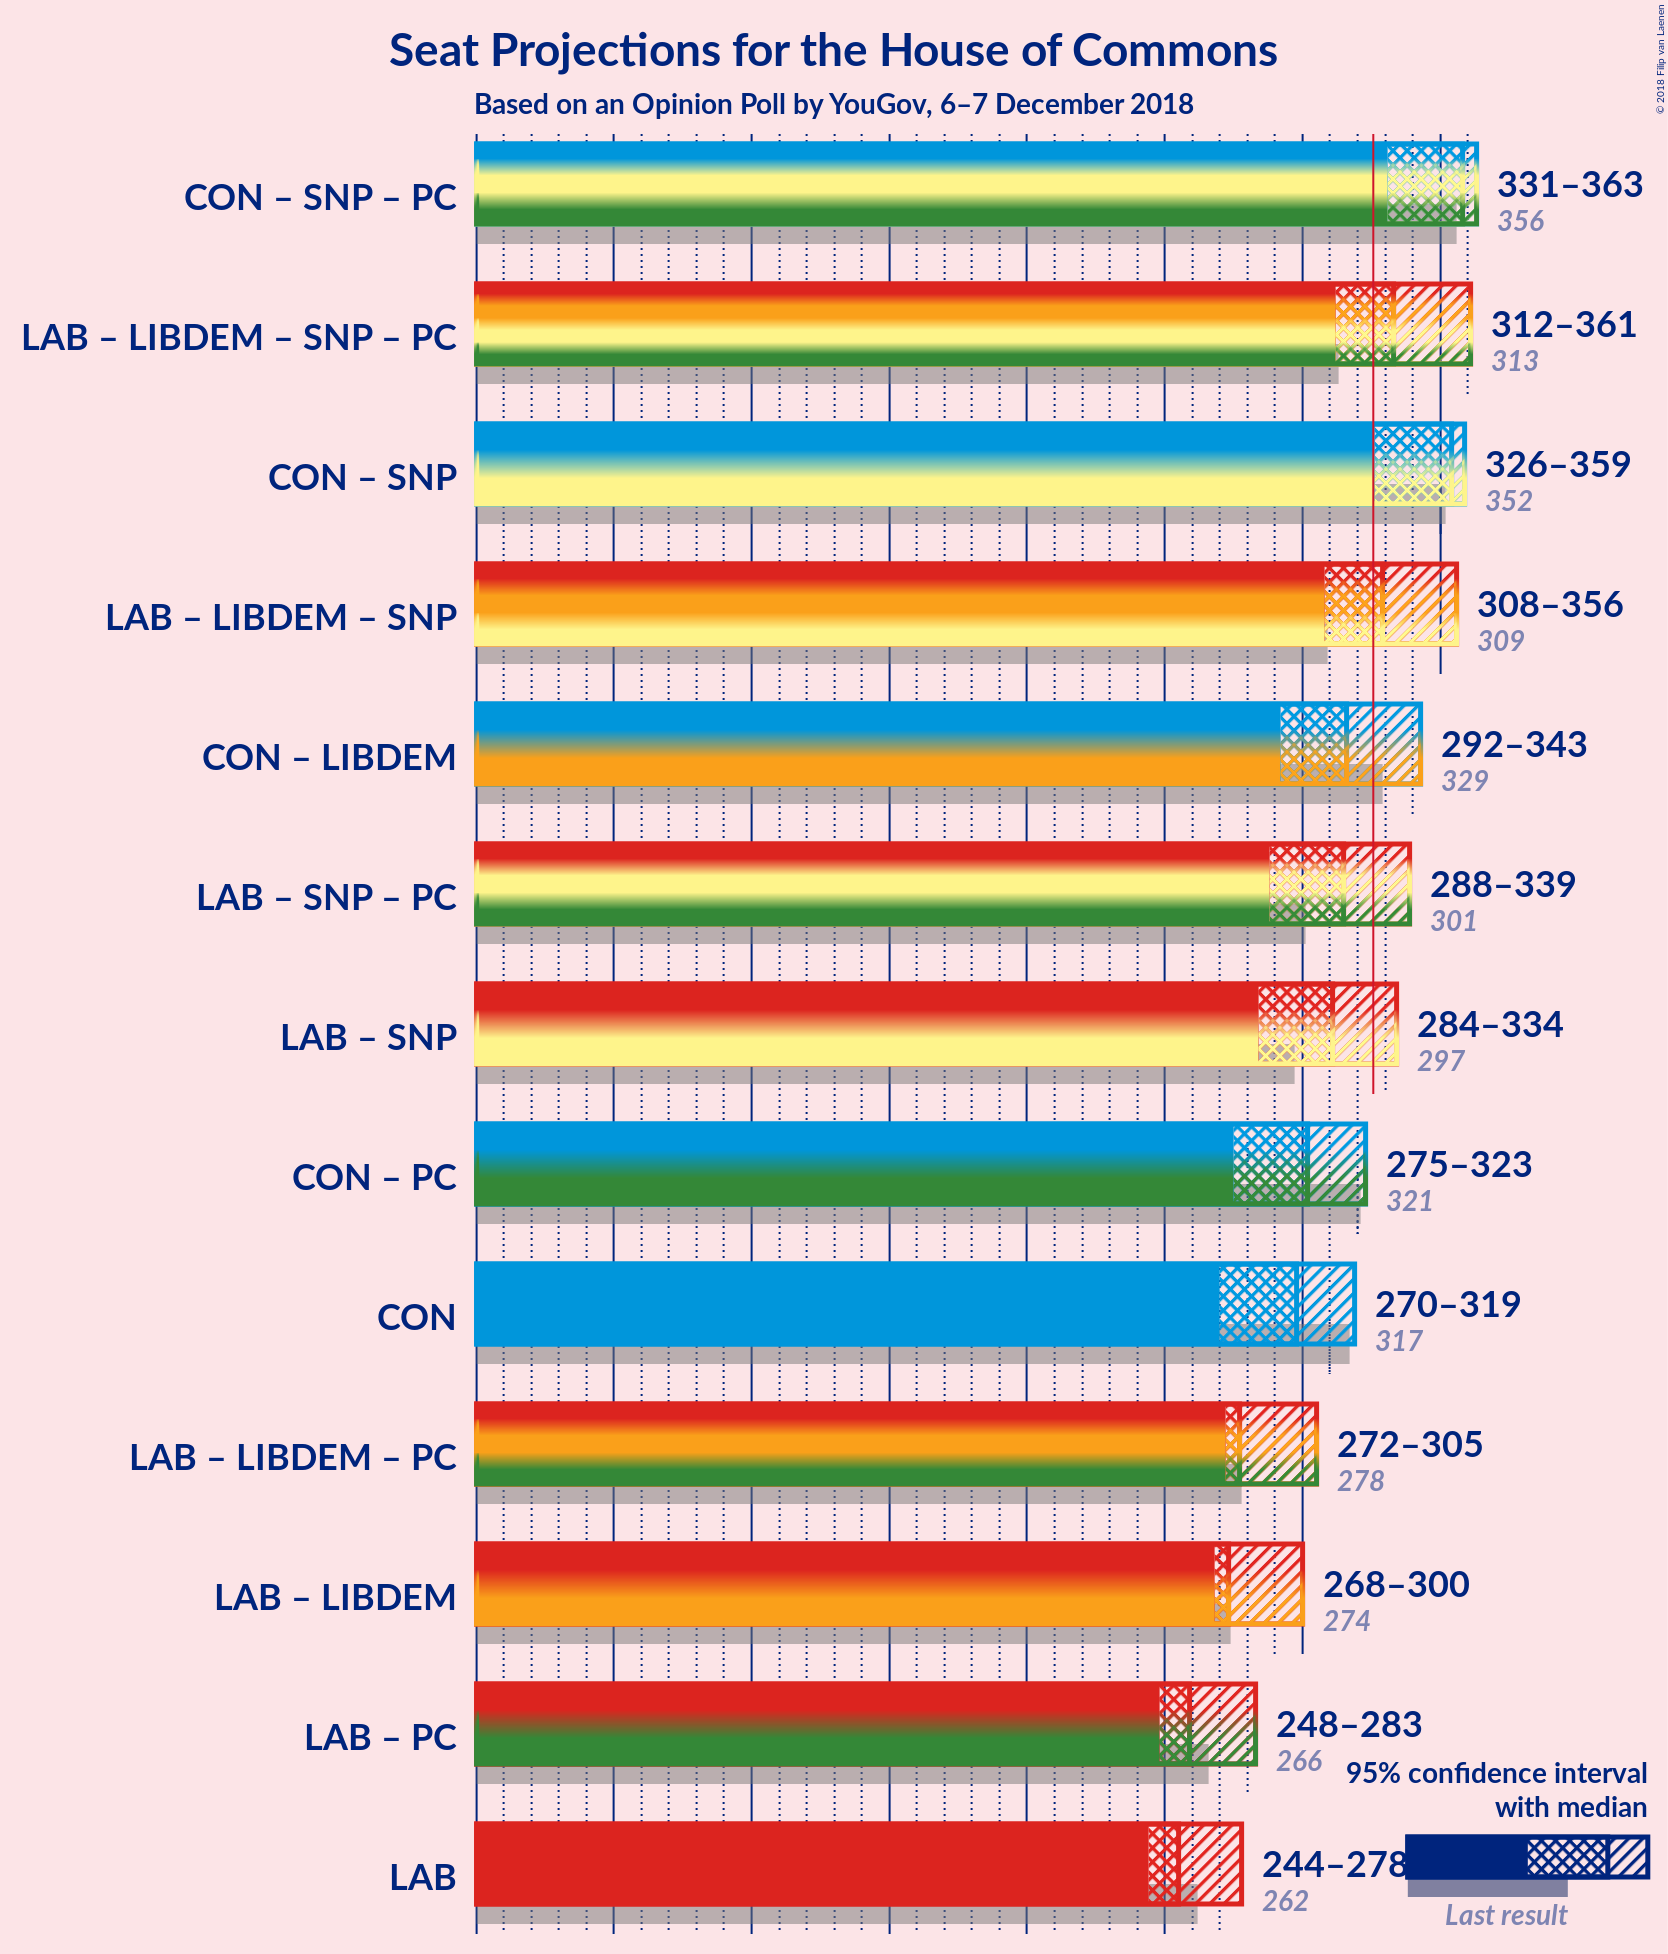 Seat Projections for the House of Commons
Based on an Opinion Poll by YouGov, 6–7 December 2018
© 2018 Filip van Laenen
CON – SNP – PC
331–363
356
LAB – LIBDEM – SNP – PC
312–361
313
CON – SNP
326–359
352
LAB – LIBDEM – SNP
308–356
309
CON – LIBDEM
292–343
329
LAB – SNP – PC
288–339
301
LAB – SNP
284–334
297
CON – PC
275–323
321
CON
270–319
317
LAB – LIBDEM – PC
272–305
278
LAB – LIBDEM
268–300
274
LAB – PC
248–283
266
LAB
244–278
262
95% confidence interval
with median
Last result